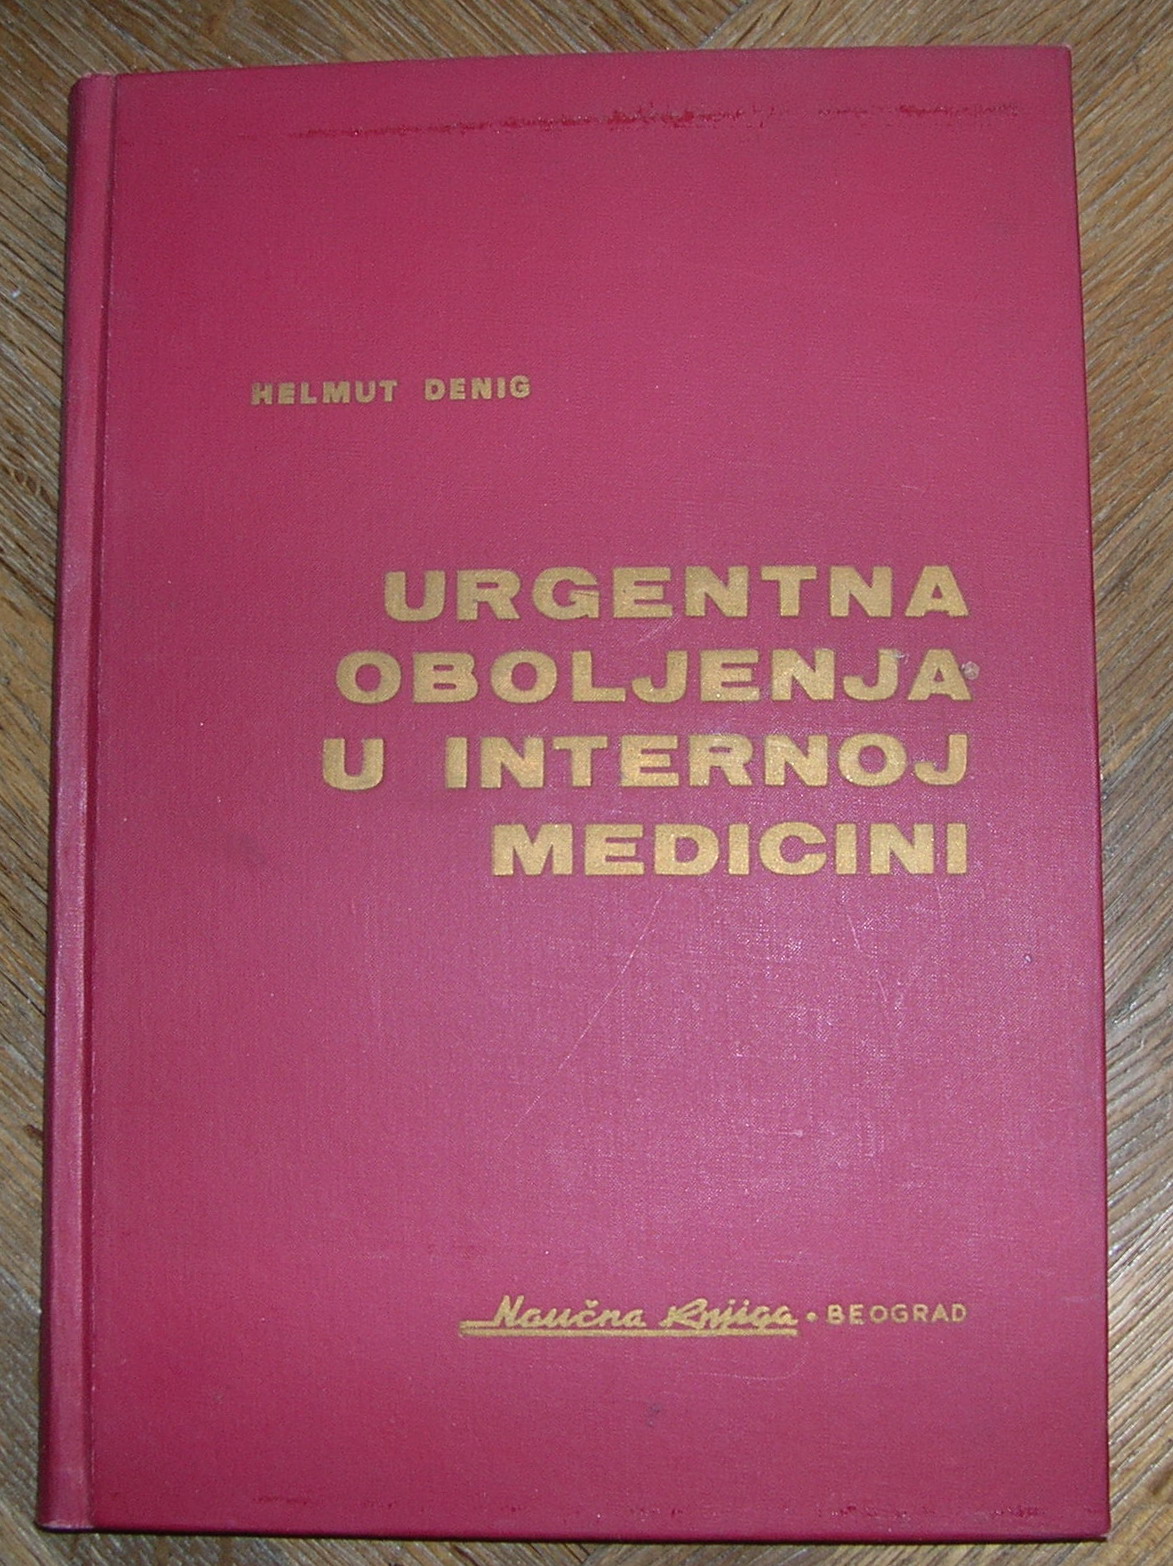 HELMUT DENIG
URGENTNA
OBOLJENJA
U INTERNOJ
MEDICINI
Naučna Knjiga • BEOGRAD